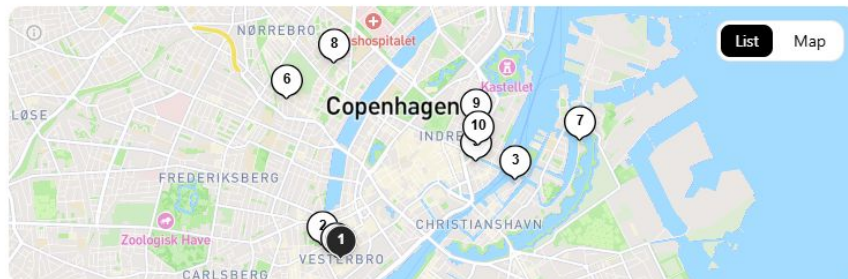 NØRREBRO
shospitalet
8
List
Map
6
Kastellet
9
Copenhagen
10
7
INDRE
LØSE
3
FREDERIKSBERG
2
CHRISTIANSHAVN
1
Zoologisk Have
VESTERBRO
CARLSBERG